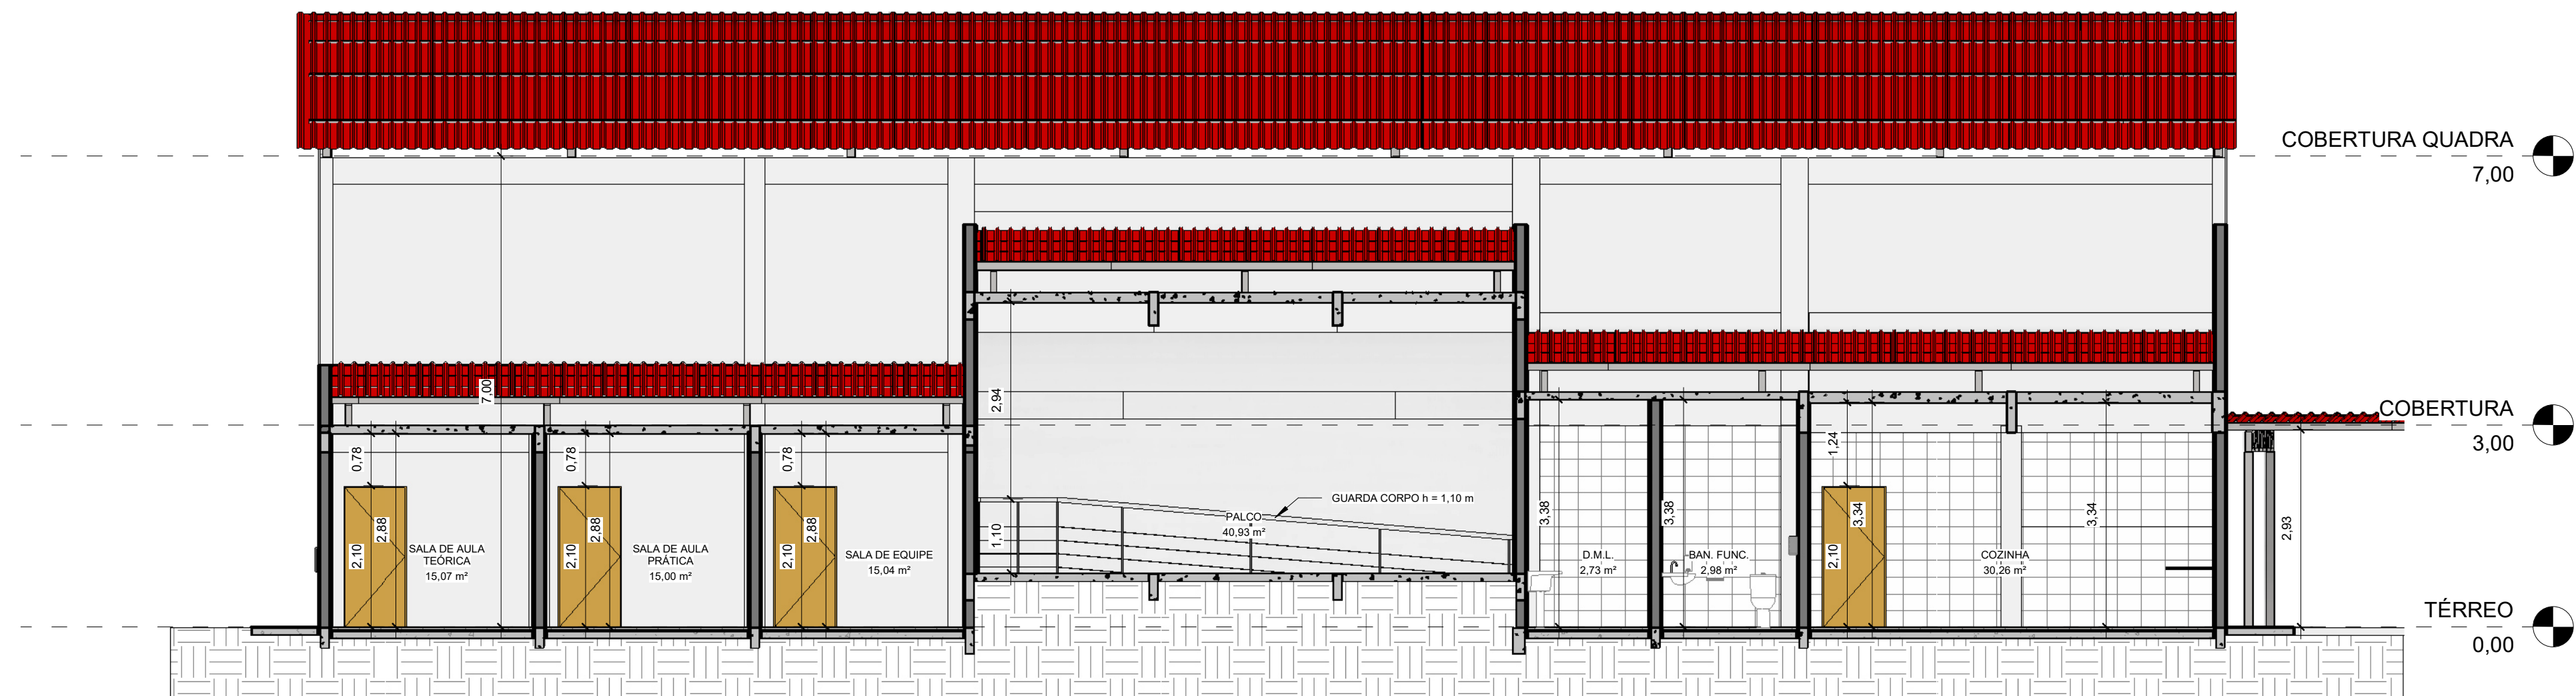 COBERTURA QUADRA
7,00
7,00
2,94
COBERTURA
3,00
0,78
0,78
0,78
1,24
2,88
2,88
2,88
2,10
2,10
2,10
SALA DE AULA
TEÓRICA
15,07 m²
SALA DE AULA
PRÁTICA
15,00 m²
SALA DE EQUIPE
15,04 m²
1,10
GUARDA CORPO h = 1,10 m
PALCO
40,93 m²
3,38
D.M.L.
2,73 m²
3,38
BAN. FUNC.
2,98 m²
3,34
2,10
COZINHA
30,26 m²
3,34
2,93
TÉRREO
0,00